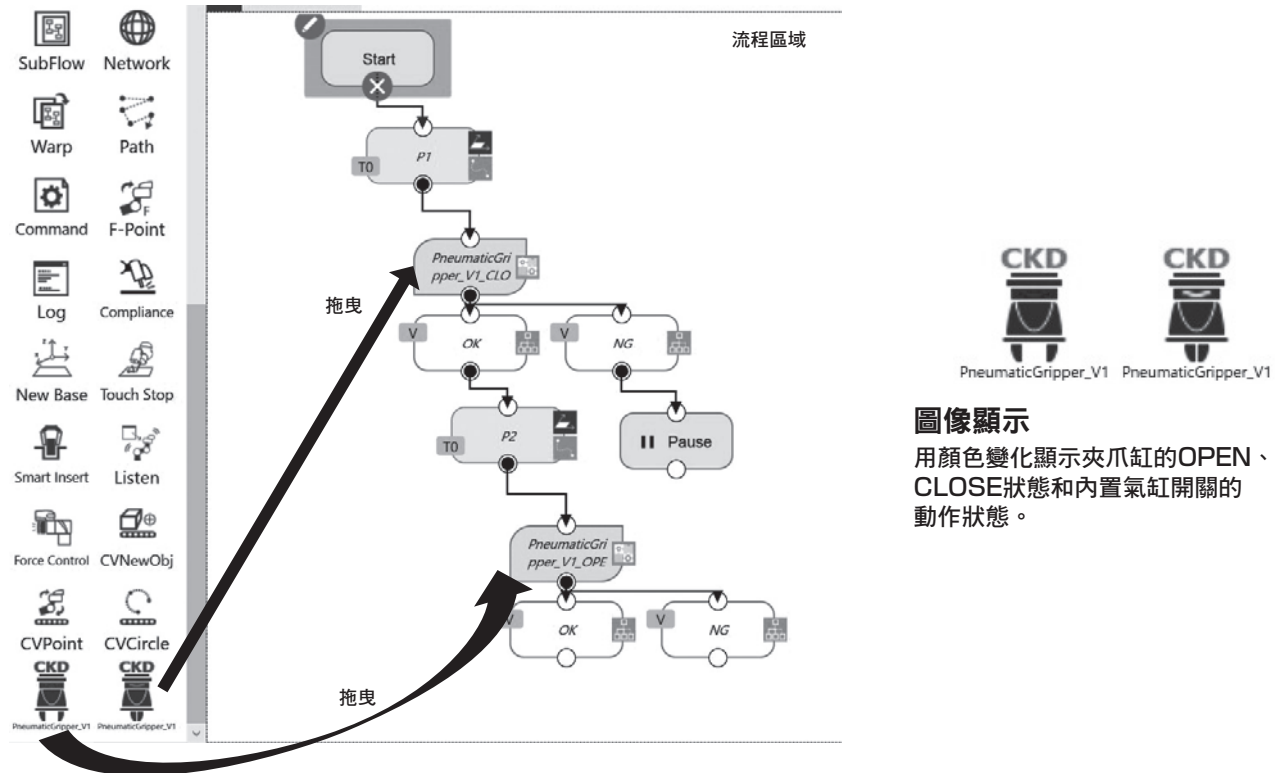 SubFlow
Network
Warp
Path
Command
F-Point
F
Log
Compliance
New Base
Touch Stop
Smart Insert
Listen
Force Control
CVNewObj
CVPoint
CVCircle
CKD
CKD
PneumaticGripper_V1
PneumaticGripper_V1
流程區域
Start
P1
T0
PneumaticGri
pper_V1_CLO
拖曳
V
OK
V
NG
P2
T0
Pause
PneumaticGri
pper_V1_OPE
V
OK
V
NG
拖曳
CKD
CKD
PneumaticGripper_V1
PneumaticGripper_V1
圖像顯示
用顏色變化顯示夾爪缸的OPEN、
CLOSE狀態和內置氣缸開關的
動作狀態。